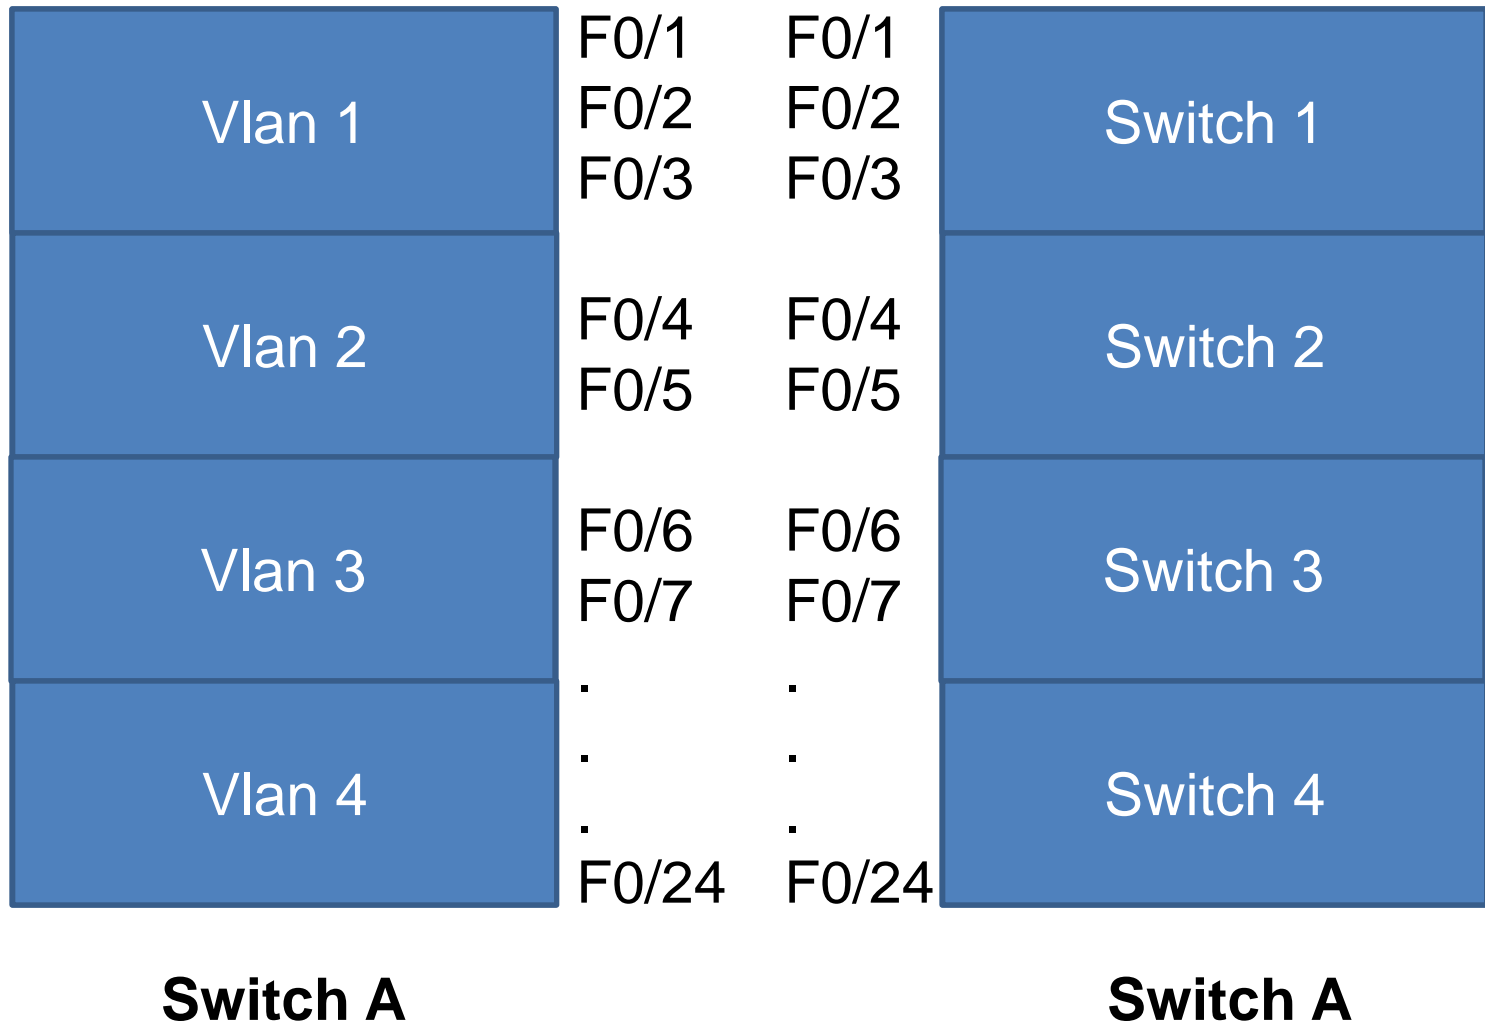 Vlan 1
Vlan 2
Vlan 3
Vlan 4
F0/1
F0/2
F0/3
F0/4
F0/5
F0/6
F0/7
.
.
.
F0/24
F0/1
F0/2
F0/3
F0/4
F0/5
F0/6
F0/7
.
.
.
F0/24
Switch 1
Switch 2
Switch 3
Switch 4
Switch A
Switch A